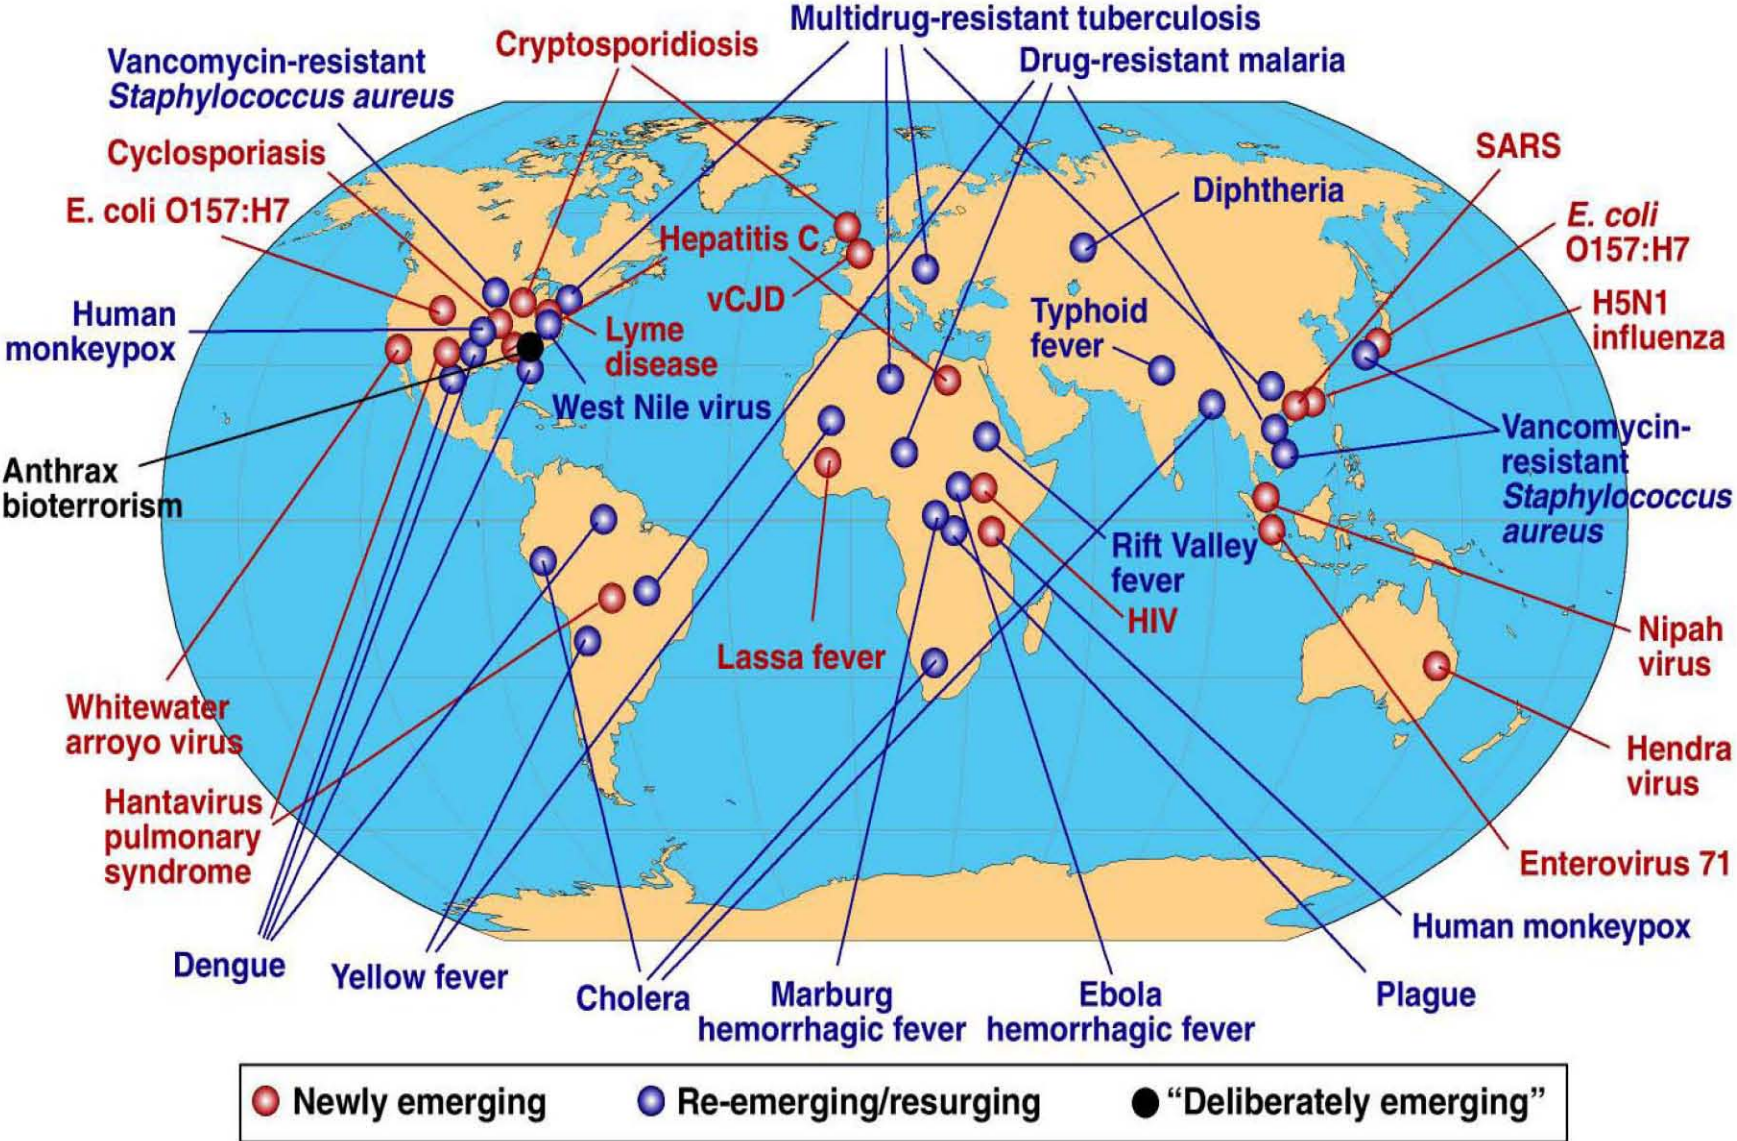 Multidrug-resistant tuberculosis
Cryptosporidiosis
Drug-resistant malaria
Vancomycin-resistant
Staphylococcus aureus
Cyclosporiasis
SARS
Diphtheria
E. coli O157:H7
E. coli
O157:H7
Hepatitis C
vCJD
H5N1
influenza
Human
monkeypox
Typhoid
fever
Lyme
disease
West Nile virus
Vancomycin-
resistant
Staphylococcus
aureus
Anthrax
bioterrorism
Rift Valley
fever
HIV
Nipah
virus
Lassa fever
Whitewater
arroyo virus
Hendra
virus
Hantavirus
pulmonary
syndrome
Enterovirus 71
Human monkeypox
Dengue
Yellow fever
Cholera
Marburg
hemorrhagic fever
Ebola
hemorrhagic fever
Plague
Newly emerging
Re-emerging/resurging
“Deliberately emerging”